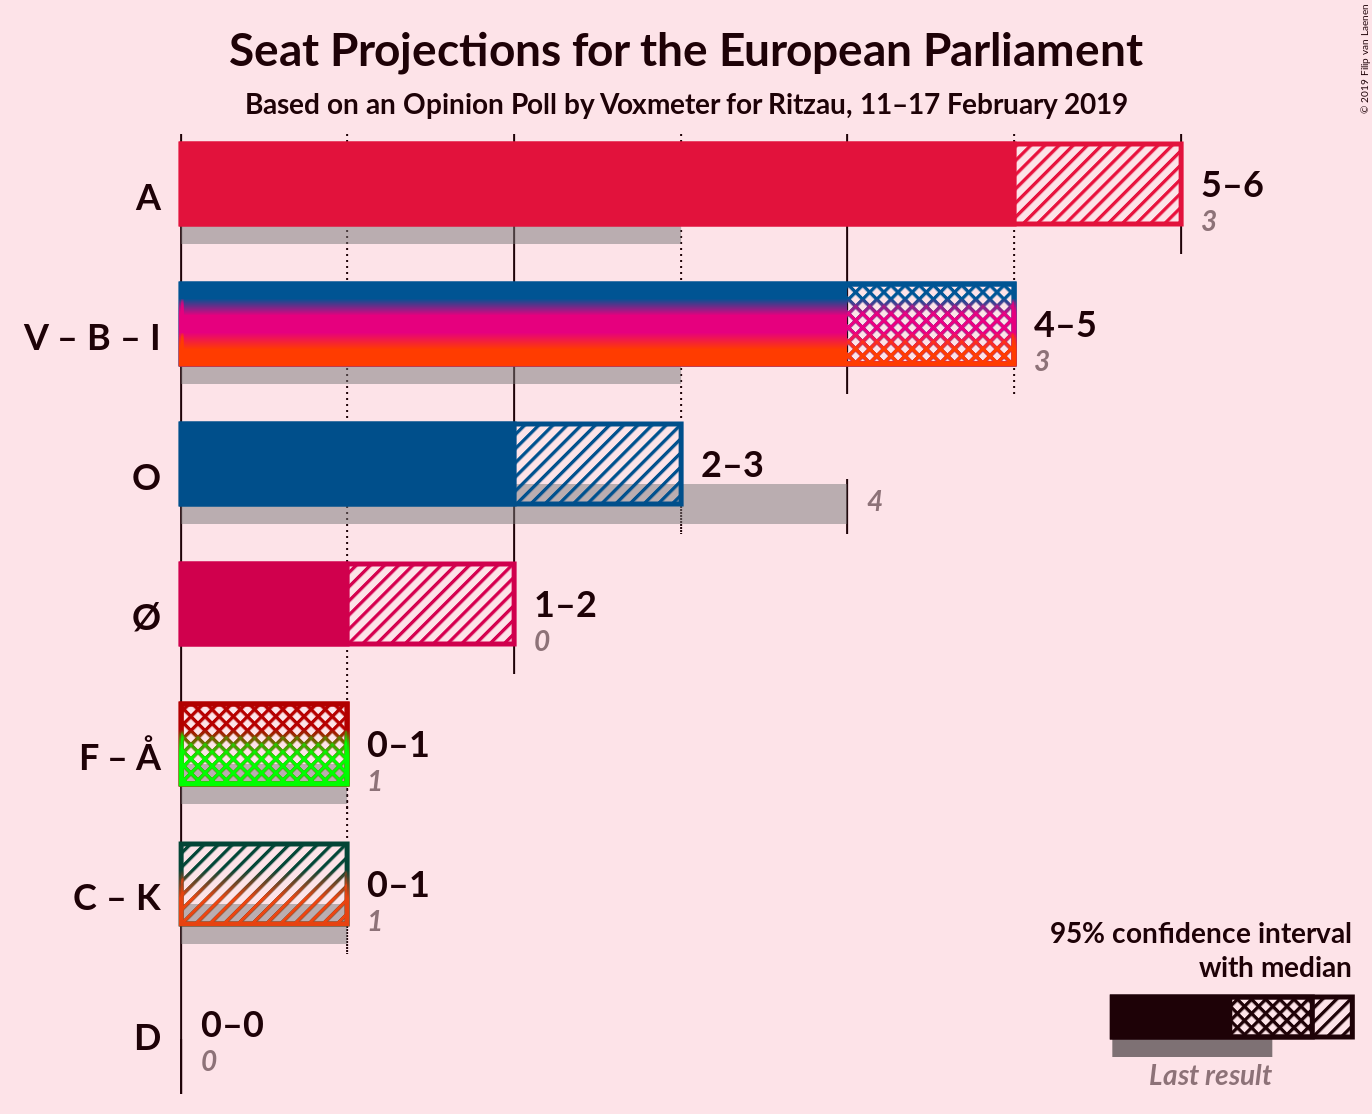 Seat Projections for the European Parliament
Based on an Opinion Poll by Voxmeter for Ritzau, 11–17 February 2019
© 2019 Filip van Laenen
A
5–6
3
V – B – I
4–5
3
O
2–3
4
Ø
1–2
0
F – Å
0–1
1
C – K
0–1
1
D
0–0
0
95% confidence interval
with median
Last result